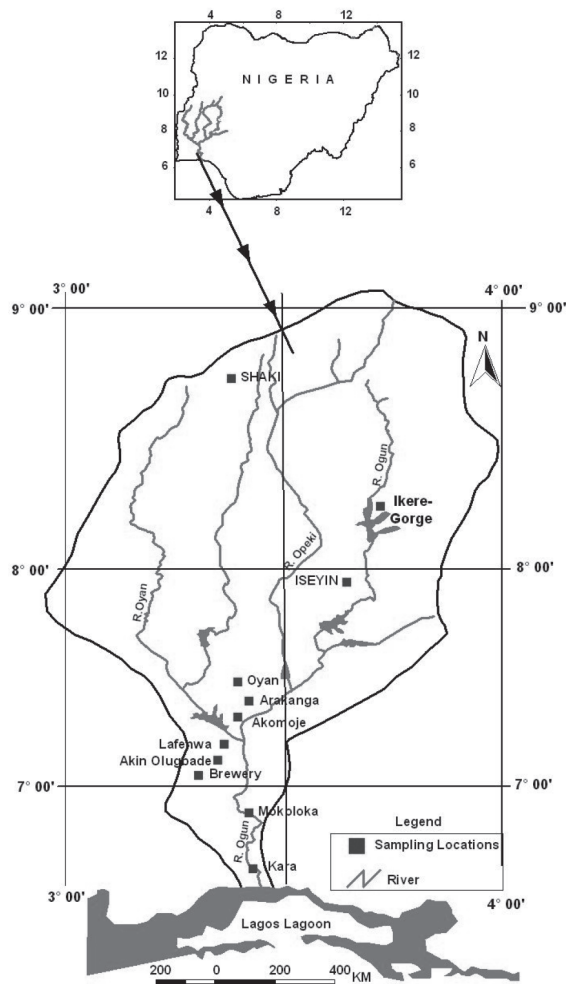 4 8 12
14
14
12
NIGERIA
12
10
10
8
8
6
6
4 8 12
3° 00'
4° 00'
9° 00'
9° 00'
N
SHAKI
R. Ogun
Ikere-
Gorge
R. Opeki
8° 00'
8° 00'
ISEYIN
R.Oyan
Oyan
Arakanga
Akomoje
Lafenwa
Akin Olugbade
Brewery
7° 00'
7° 00'
Mokoloka
Legend
Sampling Locations
R. Ogun
Kara
River
3° 00'
4° 00'
Lagos Lagoon
200 0 200 400
KM